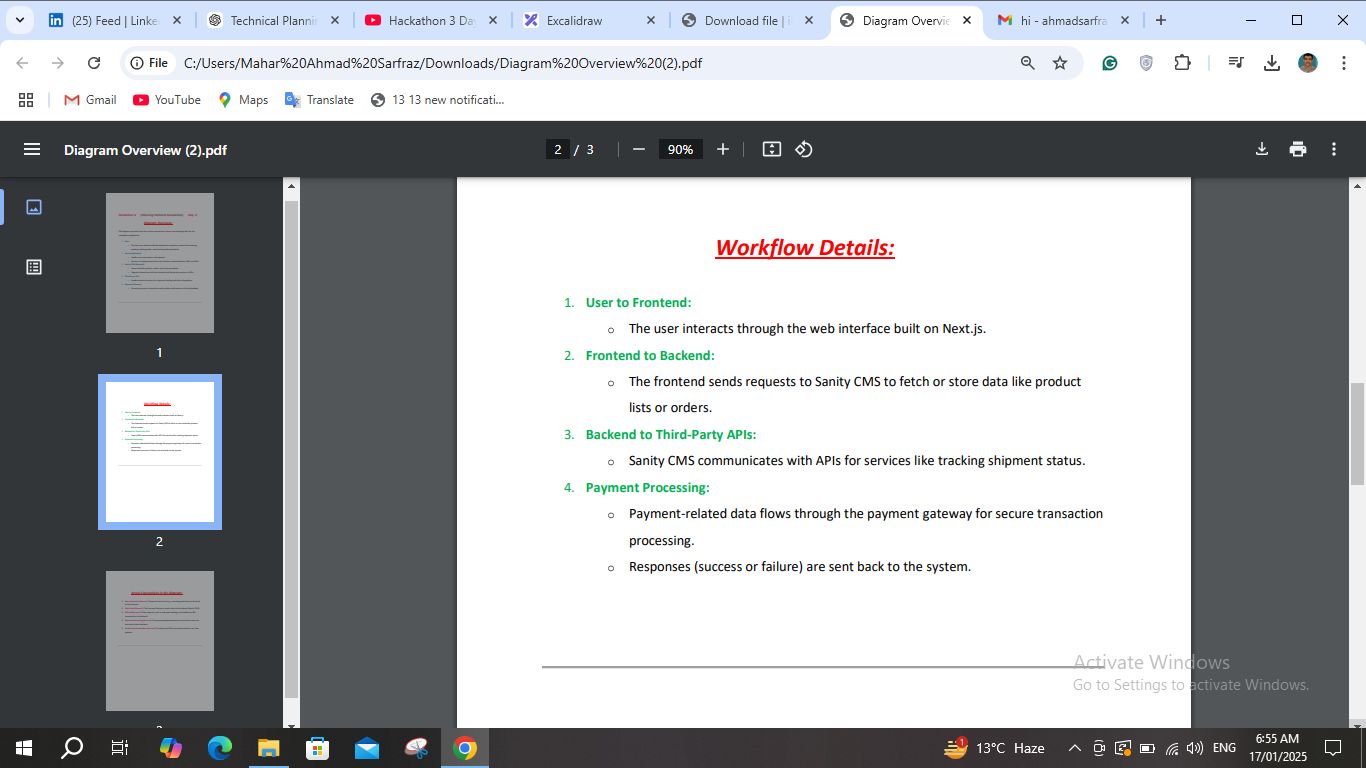 (25) Feed | Linke
Technical Plannin
Hackathon 3 Da
Excalidraw
Download file | i
Diagram Overvie
hi - ahmadsarfra
File
C:/Users/Mahar%20Ahmad%20Sarfraz/Downloads/Diagram%20Overview%20(2).pdf
Gmail
YouTube
Maps
Translate
13 13 new notificati...
Diagram Overview (2).pdf
2 / 3
90%
1
2
Workflow Details:
1. User to Frontend:
o The user interacts through the web interface built on Next.js.
2. Frontend to Backend:
o The frontend sends requests to Sanity CMS to fetch or store data like product
lists or orders.
3. Backend to Third-Party APIs:
o Sanity CMS communicates with APIs for services like tracking shipment status.
4. Payment Processing:
o Payment-related data flows through the payment gateway for secure transaction
processing.
o Responses (success or failure) are sent back to the system.
Activate Windows
Go to Settings to activate Windows.
1
13°C Haze
ENG
6:55 AM
17/01/2025